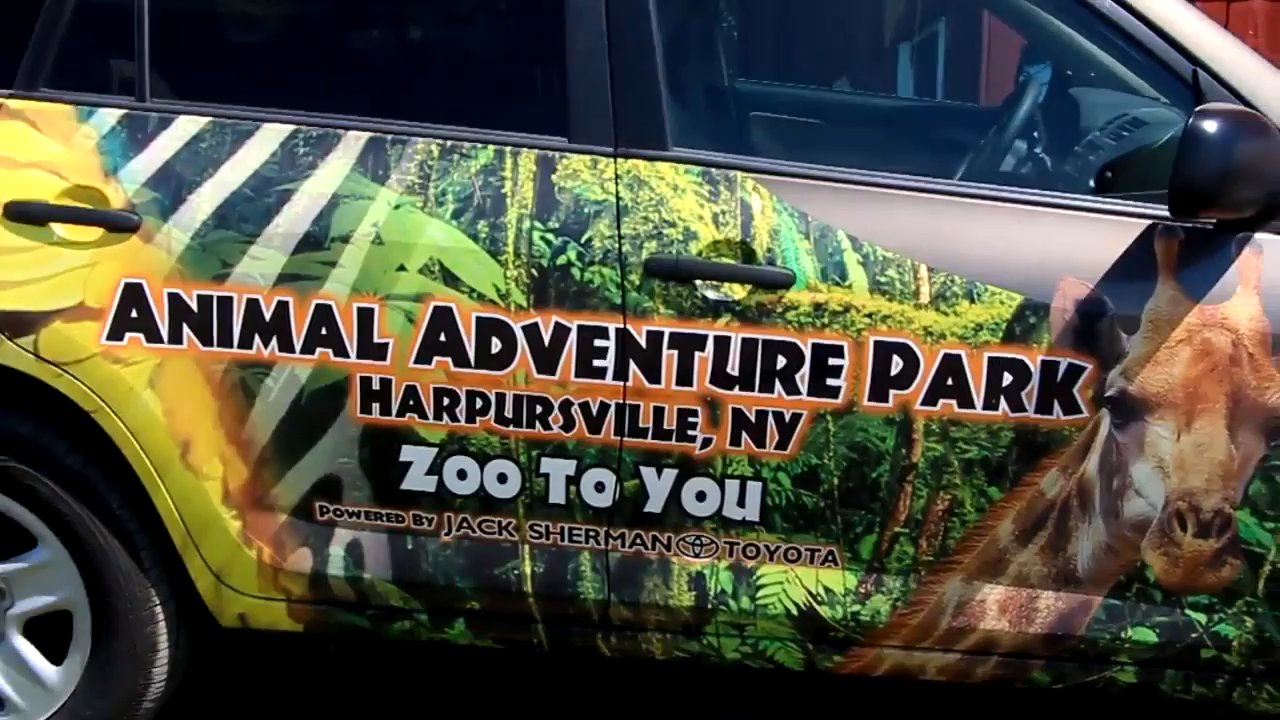 ANIMAL ADVENTURE PARK
HARPURSVILLE, NY
ZOO TO YOU
POWERED BY JACK SHERMAN TOYOTA